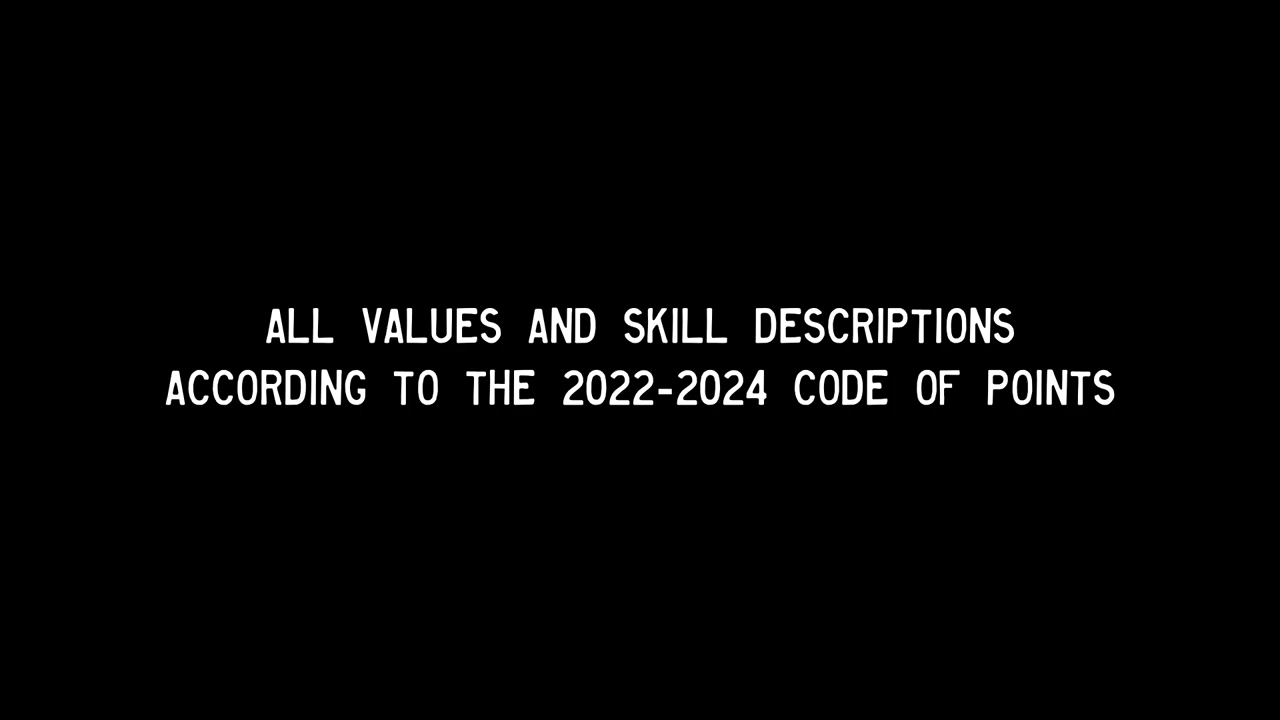 ALL VALUES AND SKILL DESCRIPTIONS
ACCORDING TO THE 2022-2024 CODE OF POINTS